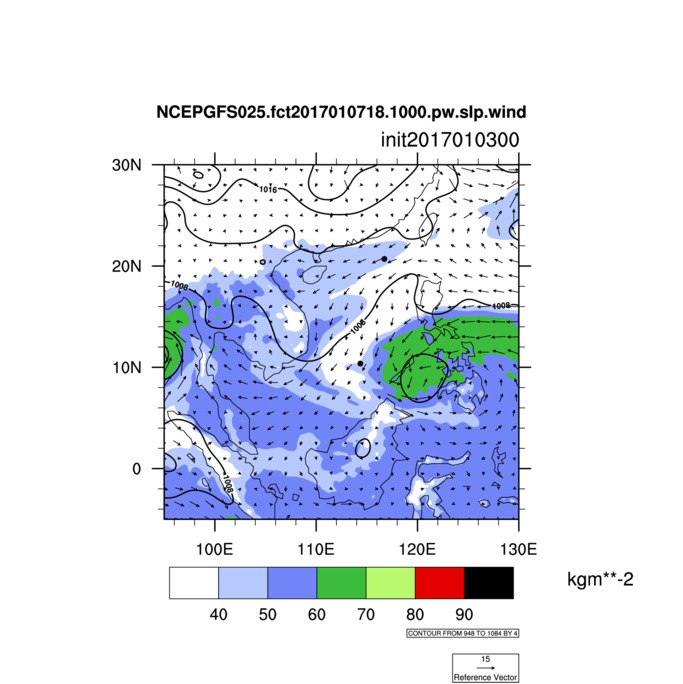 NCEPGFS025.fct2017010718.1000.pw.slp.wind
init2017010300
30N
1016
20N
1008
1008
1008
10N
0
1008
100E 110E 120E 130E
kgm**-2
40 50 60 70 80 90
CONTOUR FROM 948 TO 1084 BY 4
15
Reference Vector